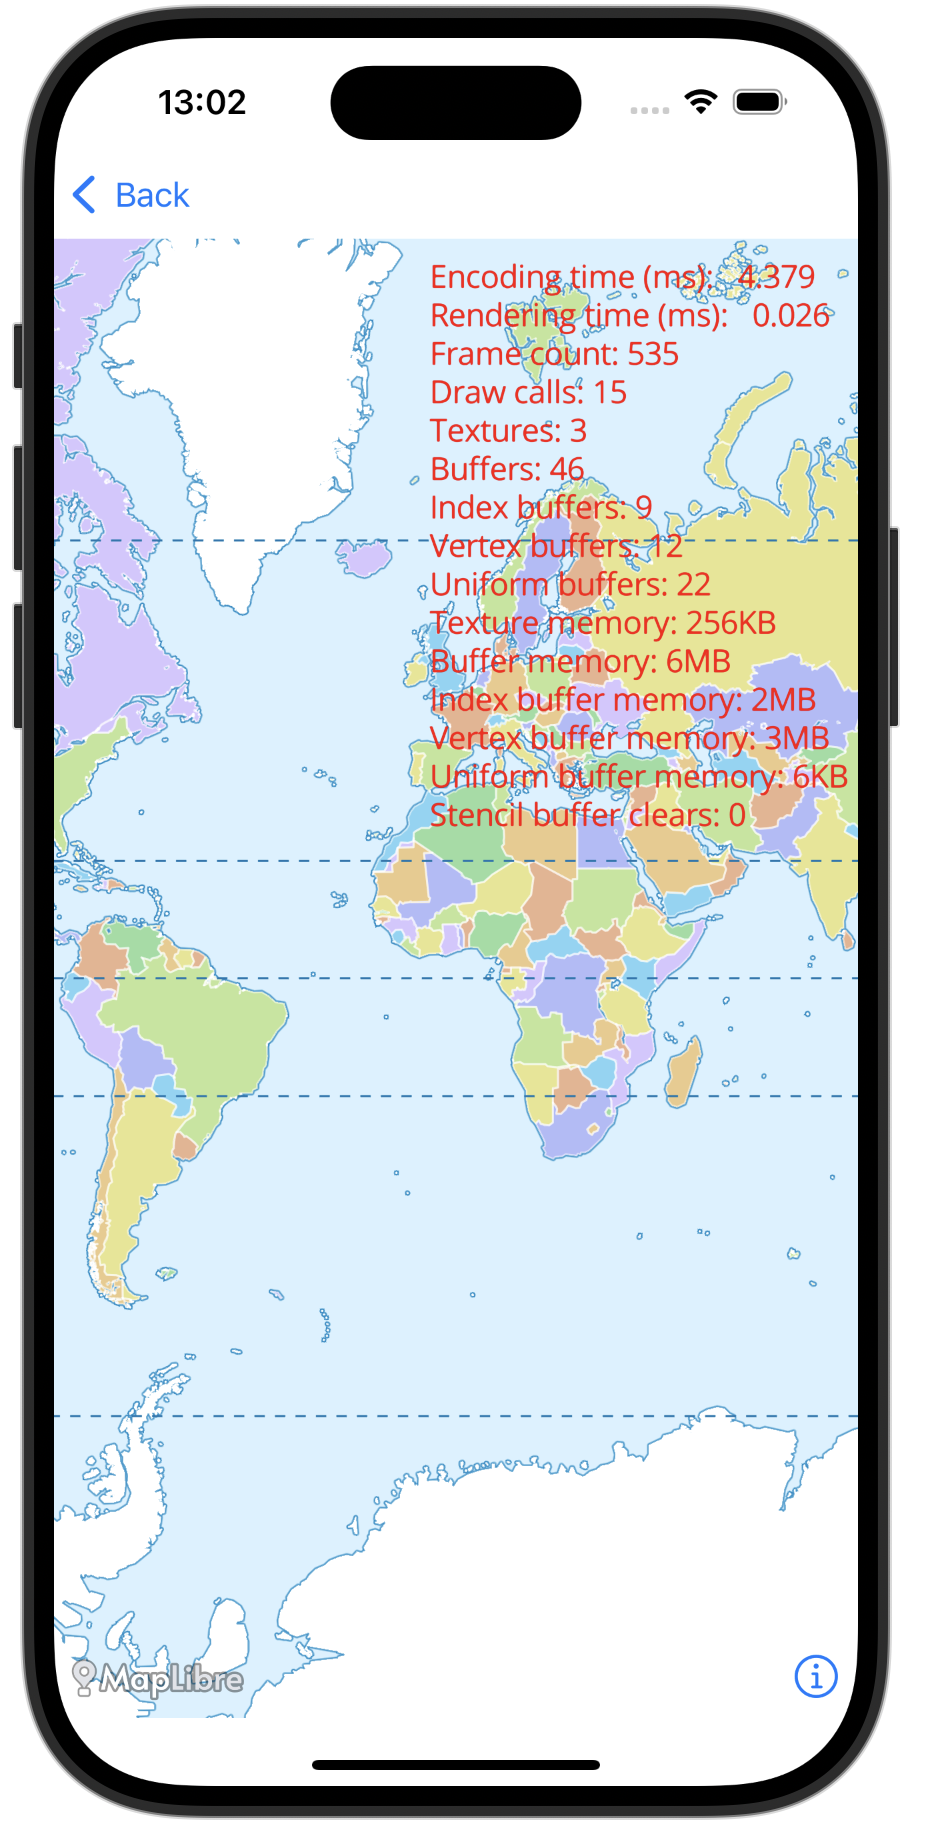 13:02
Back
Encoding time (ms): 4.379
Rendering time (ms): 0.026
Frame count: 535
Draw calls: 15
Textures: 3
Buffers: 46
Index buffers: 9
Vertex buffers: 12
Uniform buffers: 22
Texture memory: 256KB
Buffer memory: 6MB
Index buffer memory: 2MB
Vertex buffer memory: 3MB
Uniform buffer memory: 6KB
Stencil buffer clears: 0
MapLibre